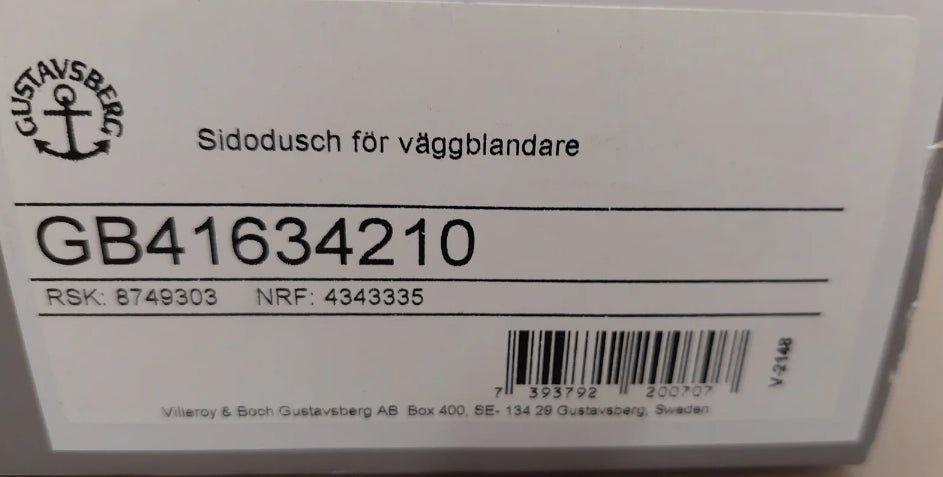 GUSTAVSBERG
Sidodusch för väggblandare
GB41634210
RSK: 8749303 NRF: 4343335
7 393792 200707
V-2148
Villeroy & Boch Gustavsberg AB Box 400, SE- 134 29 Gustavsberg, Sweden